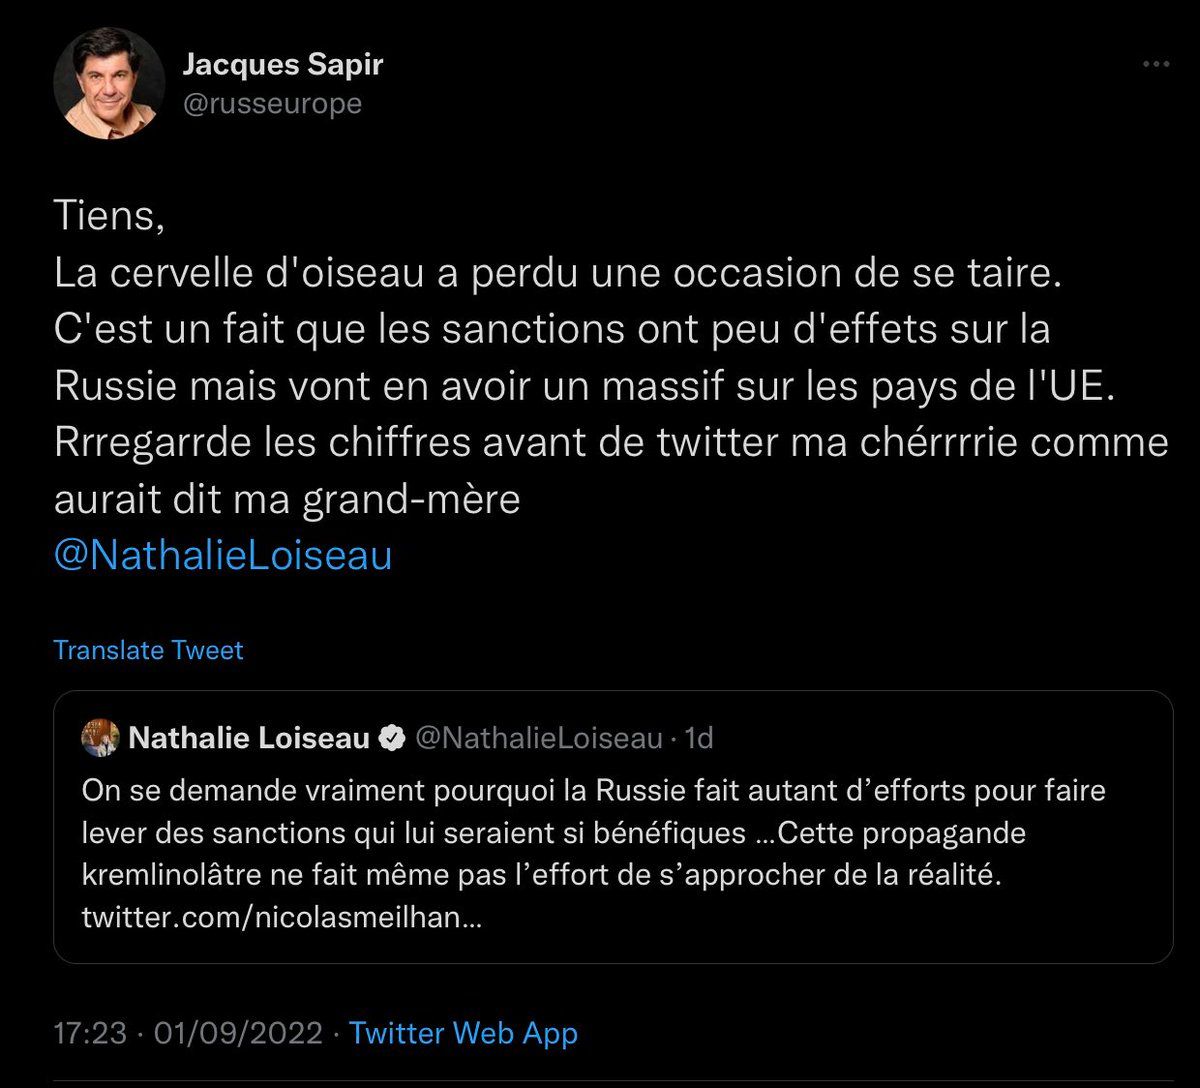 Jacques Sapir
@russeurope
Tiens,
La cervelle d'oiseau a perdu une occasion de se taire.
C'est un fait que les sanctions ont peu d'effets sur la
Russie mais vont en avoir un massif sur les pays de l'UE.
Rrregarrde les chiffres avant de twitter ma chérrrrie comme
aurait dit ma grand-mère
@NathalieLoiseau
Translate Tweet
Nathalie Loiseau @NathalieLoiseau · 1d
On se demande vraiment pourquoi la Russie fait autant d’efforts pour faire
lever des sanctions qui lui seraient si bénéfiques …Cette propagande
kremlinolâtre ne fait même pas l’effort de s’approcher de la réalité.
twitter.com/nicolasmeilhan…
17:23 · 01/09/2022 · Twitter Web App